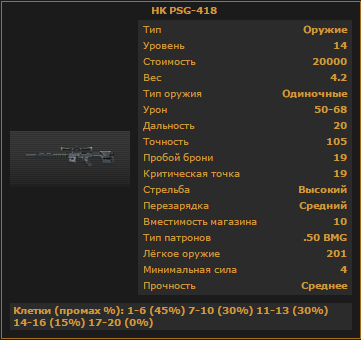 HK PSG-418
Тип Оружие
Уровень 14
Стоимость 20000
Вес 4.2
Тип оружия Одиночные
Урон 50-68
Дальность 20
Точность 105
Пробой брони 19
Критическая точка 19
Стрельба Высокий
Перезарядка Средний
Вместимость магазина 10
Тип патронов .50 BMG
Лёгкое оружие 201
Минимальная сила 4
Прочность Среднее
Клетки (промах %): 1-6 (45%) 7-10 (30%) 11-13 (30%)
14-16 (15%) 17-20 (0%)